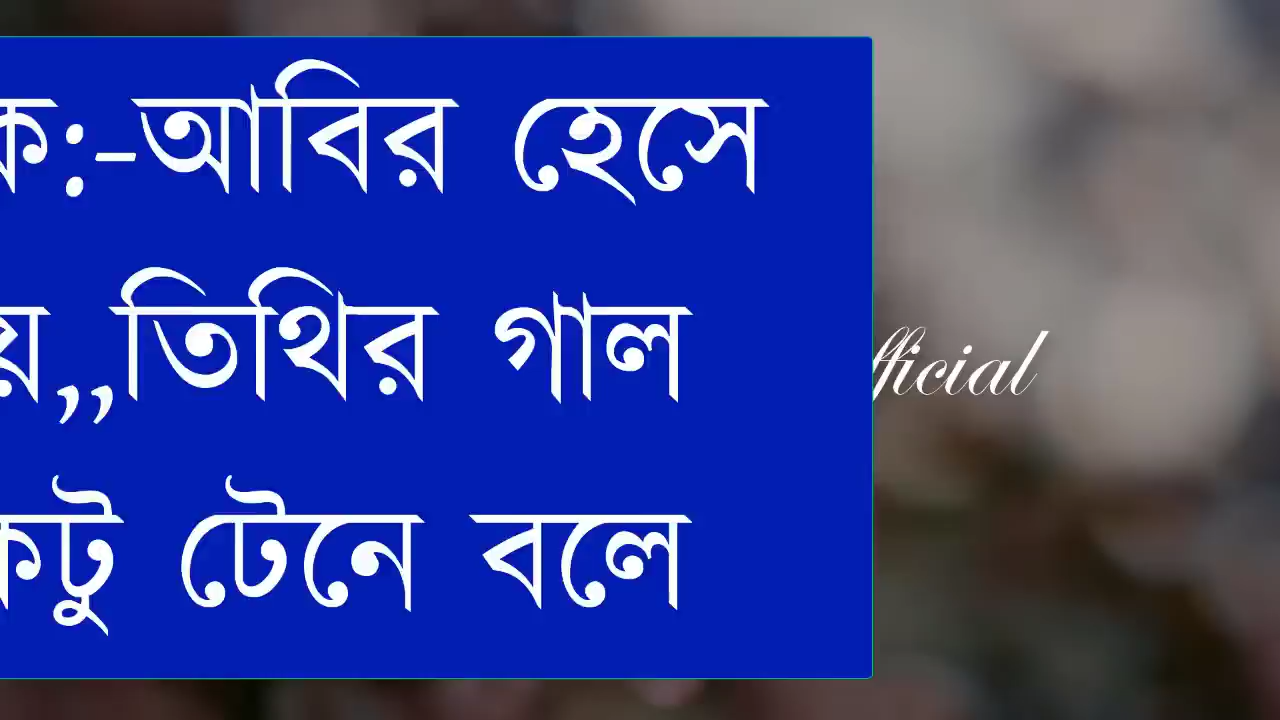 ক:-আবির হেসে
য়,,তিথির গাল
কটু টেনে বলে
fficial